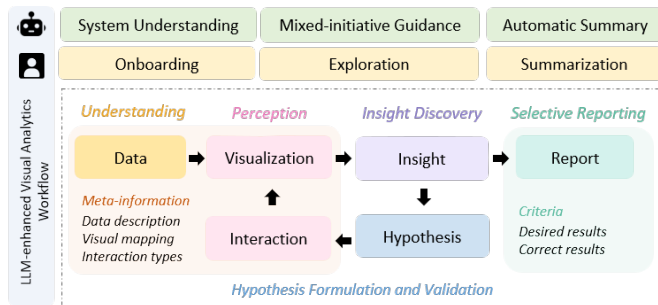 System Understanding
Mixed-initiative Guidance
Automatic Summary
Onboarding
Exploration
Summarization
LLM-enhanced Visual Analytics
Workflow
Understanding
Perception
Insight Discovery
Selective Reporting
Data
Visualization
Insight
Report
Meta-information
Data description
Visual mapping
Interaction types
Interaction
Hypothesis
Criteria
Desired results
Correct results
Hypothesis Formulation and Validation